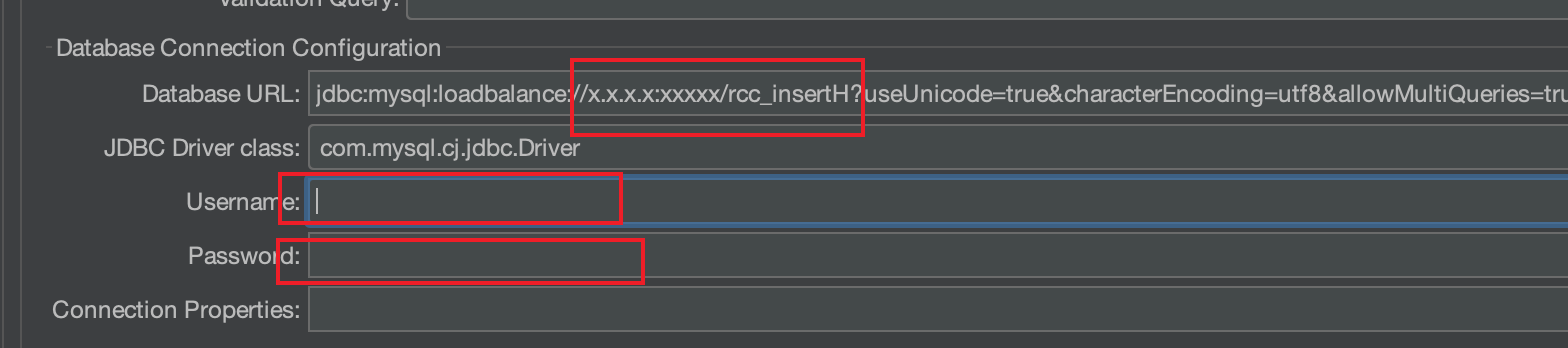 Validation Query:
Database Connection Configuration
Database URL: jdbc:mysql:loadbalance://x.x.x.x:xxxxx/rcc_insertH?useUnicode=true&characterEncoding=utf8&allowMultiQueries=tru
JDBC Driver class: com.mysql.cj.jdbc.Driver
Username:
Password:
Connection Properties: